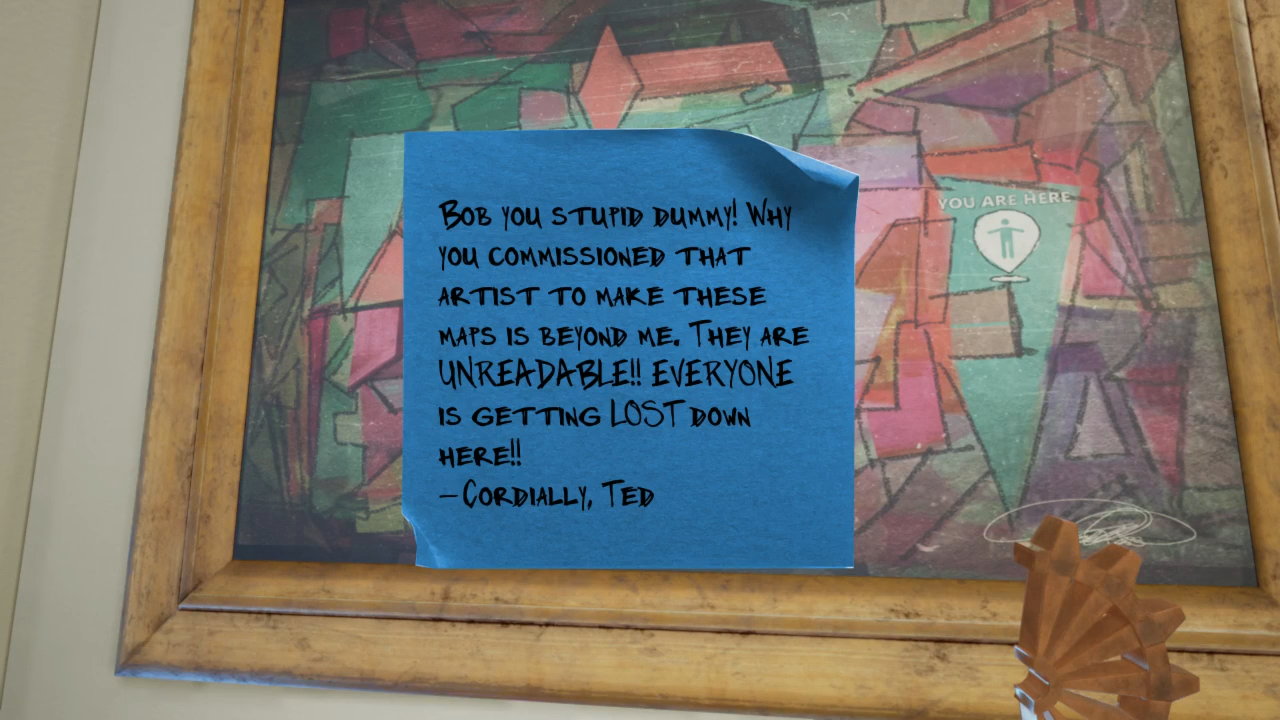 Bob you stupid dummy! Why
you commissioned that
artist to make these
maps is beyond me. They are
UNREADABLE!! EVERYONE
is getting LOST down
here!!
—Cordially, Ted
YOU ARE HERE